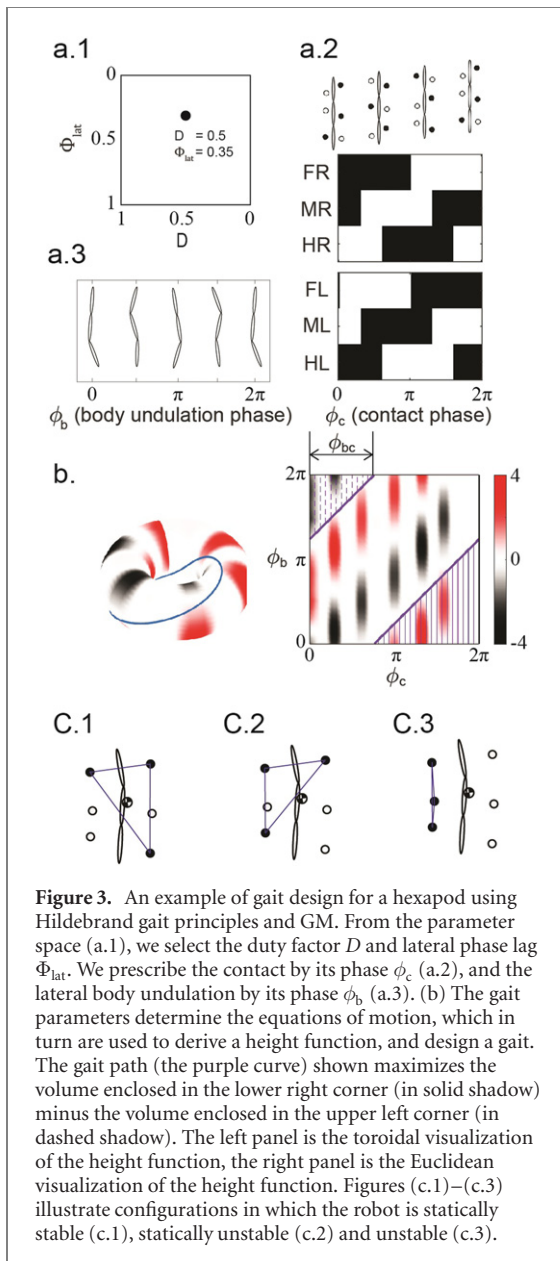 a.1
0
Φlat
0.5
D = 0.5
Φlat = 0.35
1
1 0.5 0
D
a.2
FR
MR
HR
FL
ML
HL
0 π 2π
ϕc (contact phase)
a.3
0 π 2π
ϕb (body undulation phase)
b.
ϕbc
2π
ϕb π
0
0 π 2π
ϕc
4
0
-4
C.1
C.2
C.3
Figure 3. An example of gait design for a hexapod using
Hildebrand gait principles and GM. From the parameter
space (a.1), we select the duty factor D and lateral phase lag
Φlat. We prescribe the contact by its phase ϕc (a.2), and the
lateral body undulation by its phase ϕb (a.3). (b) The gait
parameters determine the equations of motion, which in
turn are used to derive a height function, and design a gait.
The gait path (the purple curve) shown maximizes the
volume enclosed in the lower right corner (in solid shadow)
minus the volume enclosed in the upper left corner (in
dashed shadow). The left panel is the toroidal visualization
of the height function, the right panel is the Euclidean
visualization of the height function. Figures (c.1)–(c.3)
illustrate configurations in which the robot is statically
stable (c.1), statically unstable (c.2) and unstable (c.3).